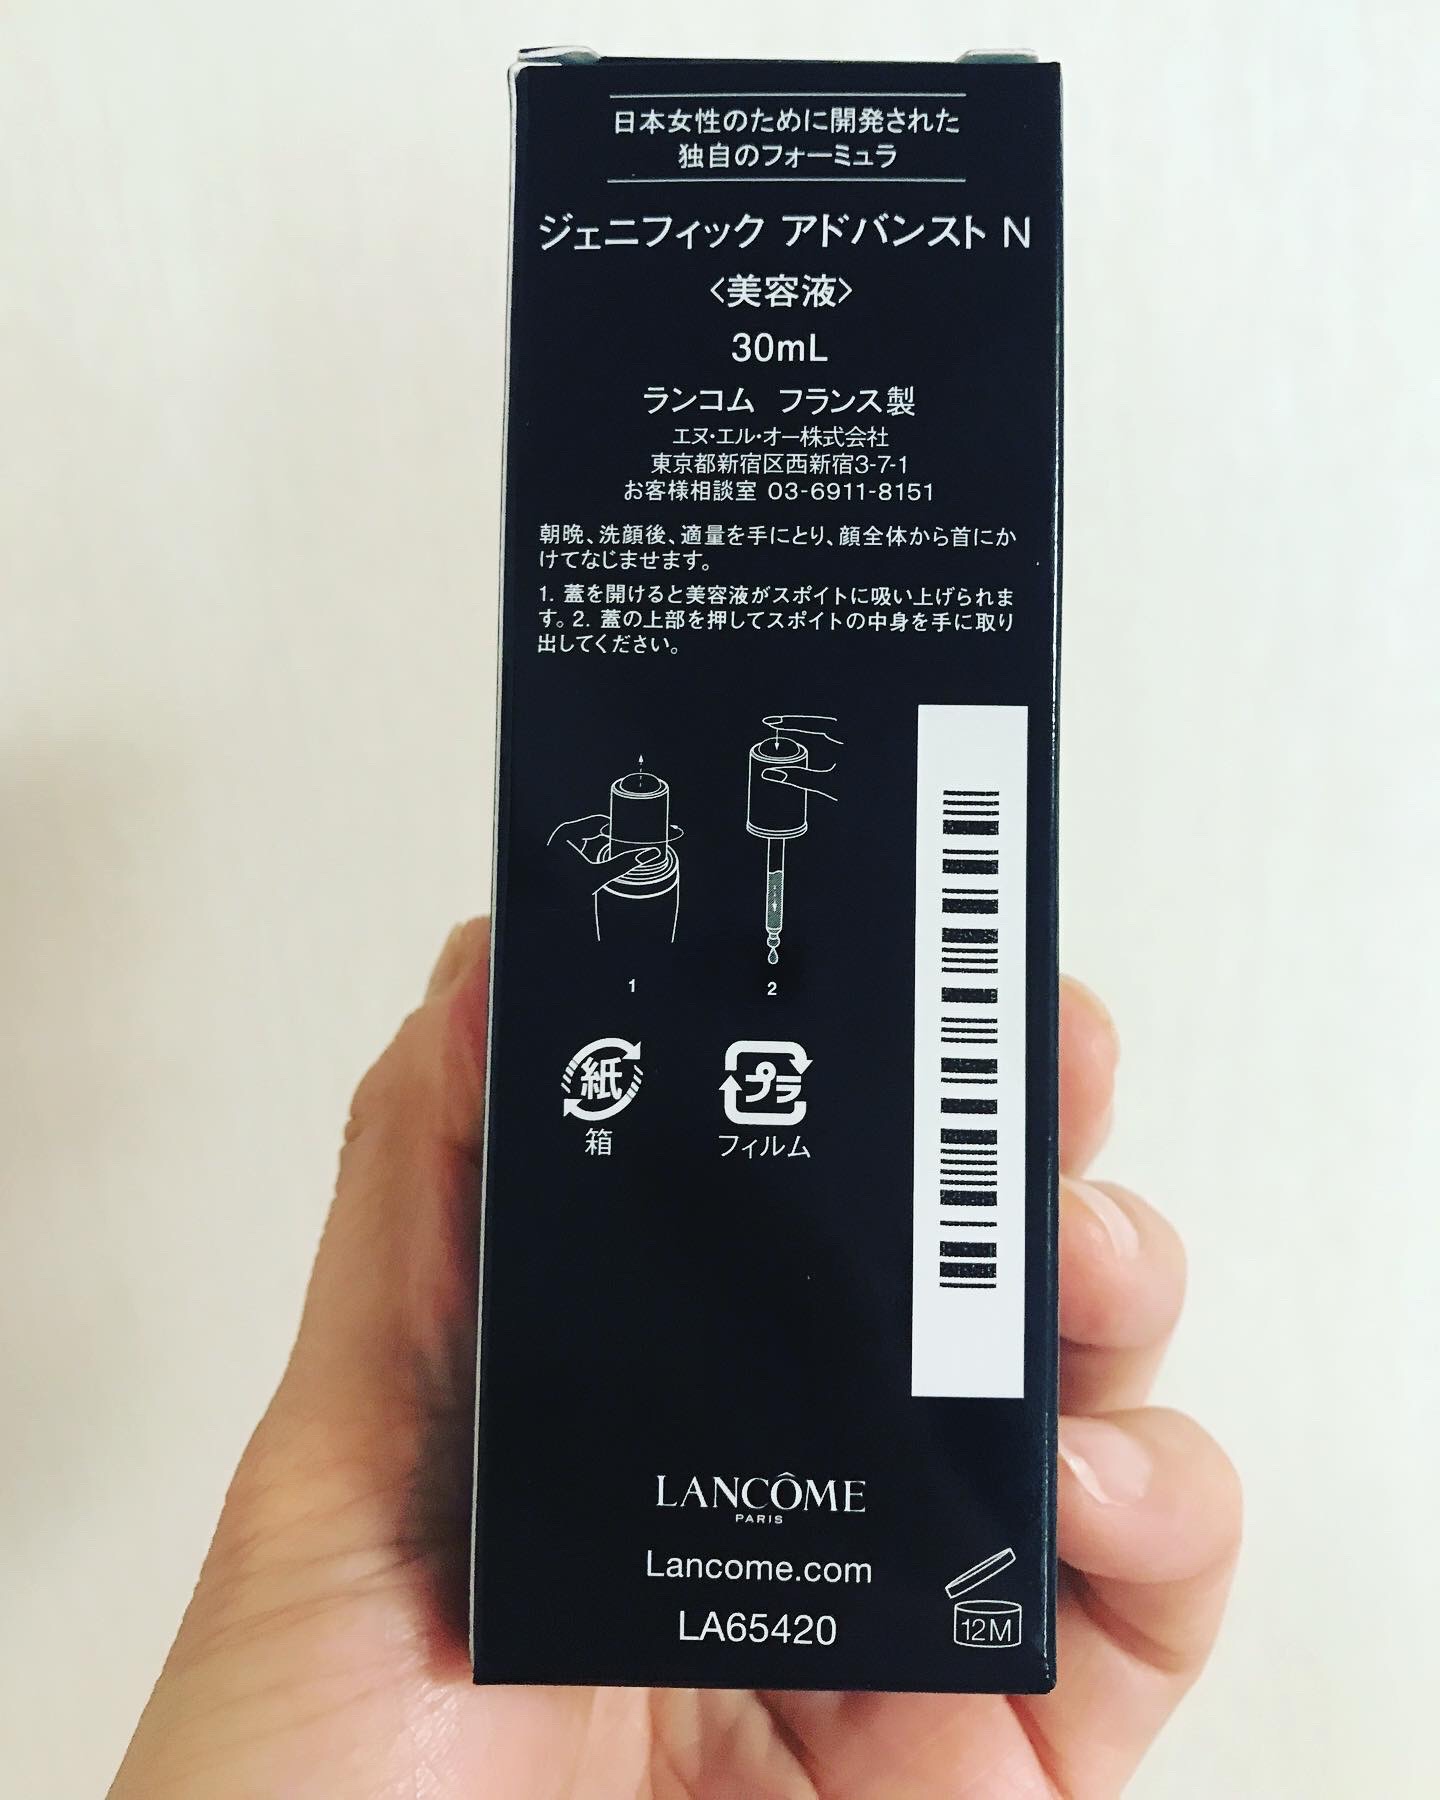 日本女性のために開発された
独自のフォーミュラ
ジェニフィック アドバンスト N
〈美容液〉
30mL
ランコム フランス製
エヌ・エル・オー株式会社
東京都新宿区西新宿3-7-1
お客様相談室 03-6911-8151
朝晩、洗顔後、適量を手にとり、顔全体から首にか
けてなじませます。
1. 蓋を開けると美容液がスポイトに吸い上げられま
す。2. 蓋の上部を押してスポイトの中身を手に取り
出してください。
1
2
紙
プラ
箱
フィルム
LANCÔME
PARIS
Lancome.com
LA65420
12M